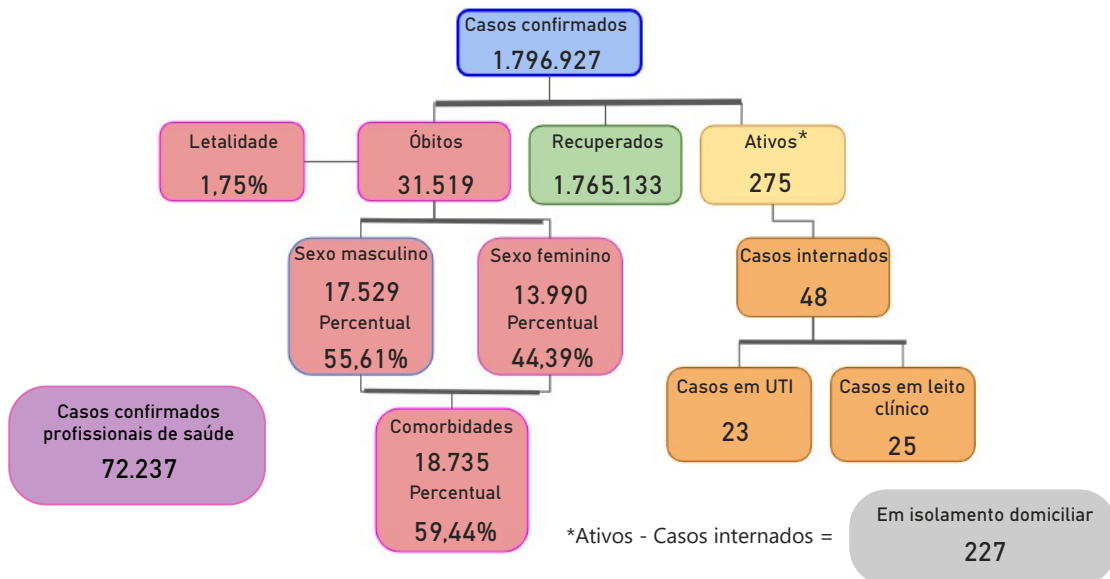 Casos confirmados
1.796.927
Letalidade
1,75%
Óbitos
31.519
Recuperados
1.765.133
Ativos*
275
Sexo masculino
17.529
Percentual
55,61%
Sexo feminino
13.990
Percentual
44,39%
Casos internados
48
Casos em UTI
23
Casos em leito
clínico
25
Casos confirmados
profissionais de saúde
72.237
Comorbidades
18.735
Percentual
59,44%
*Ativos - Casos internados =
Em isolamento domiciliar
227